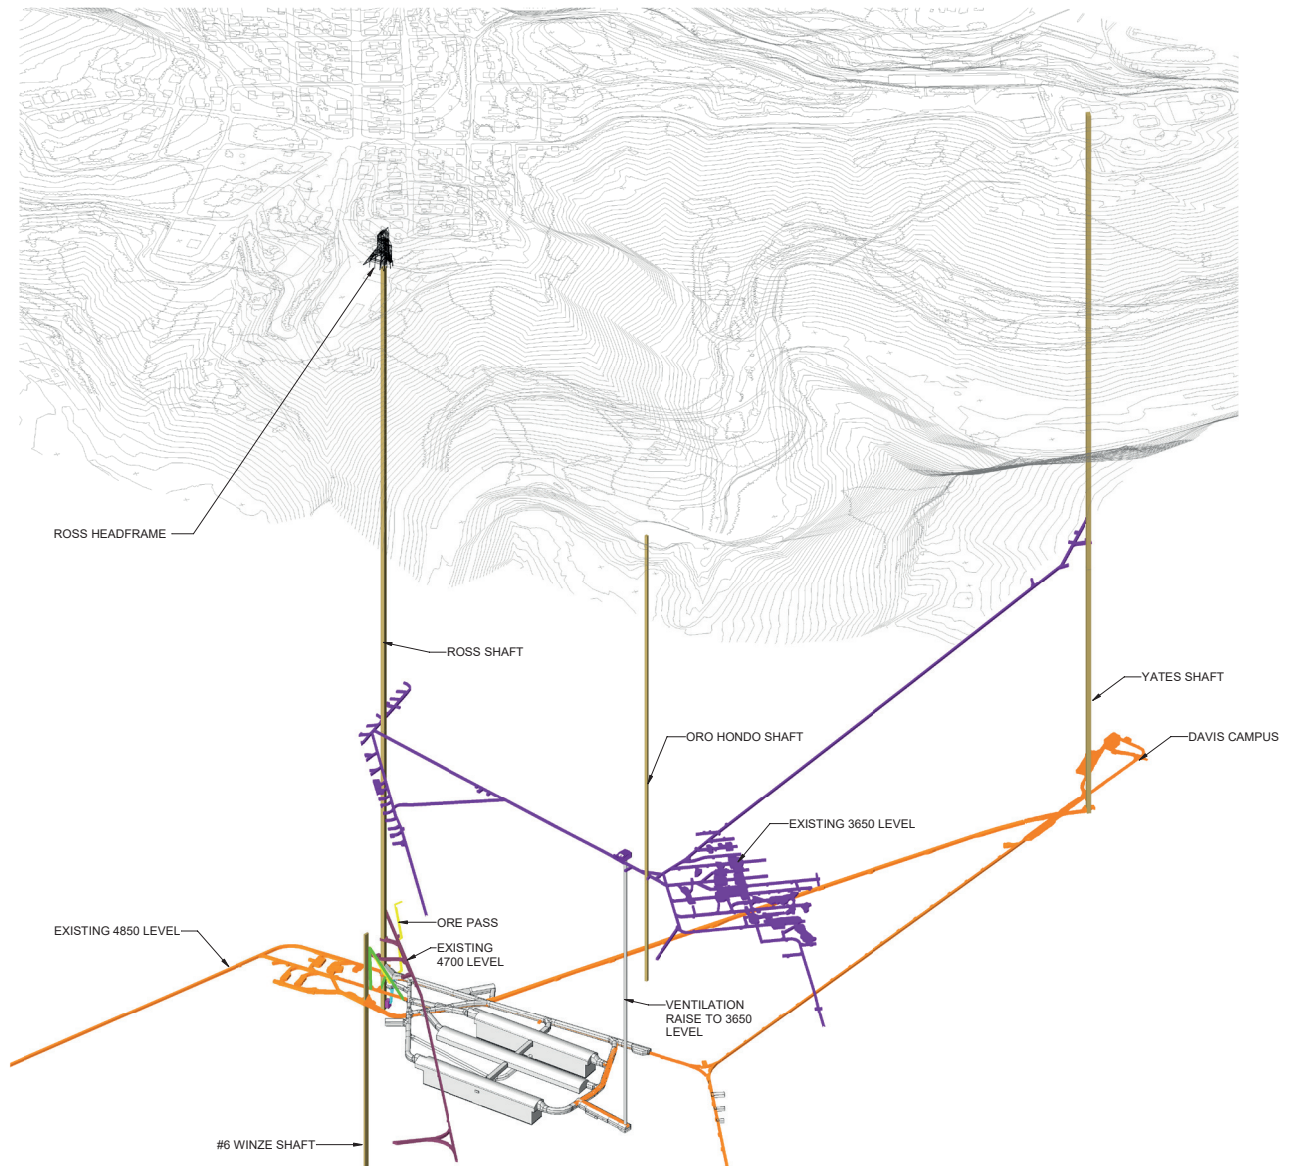 ROSS HEADFRAME
ROSS SHAFT
YATES SHAFT
ORO HONDO SHAFT
DAVIS CAMPUS
EXISTING 3650 LEVEL
ORE PASS
EXISTING 4850 LEVEL
EXISTING
4700 LEVEL
VENTILATION
RAISE TO 3650
LEVEL
#6 WINZE SHAFT